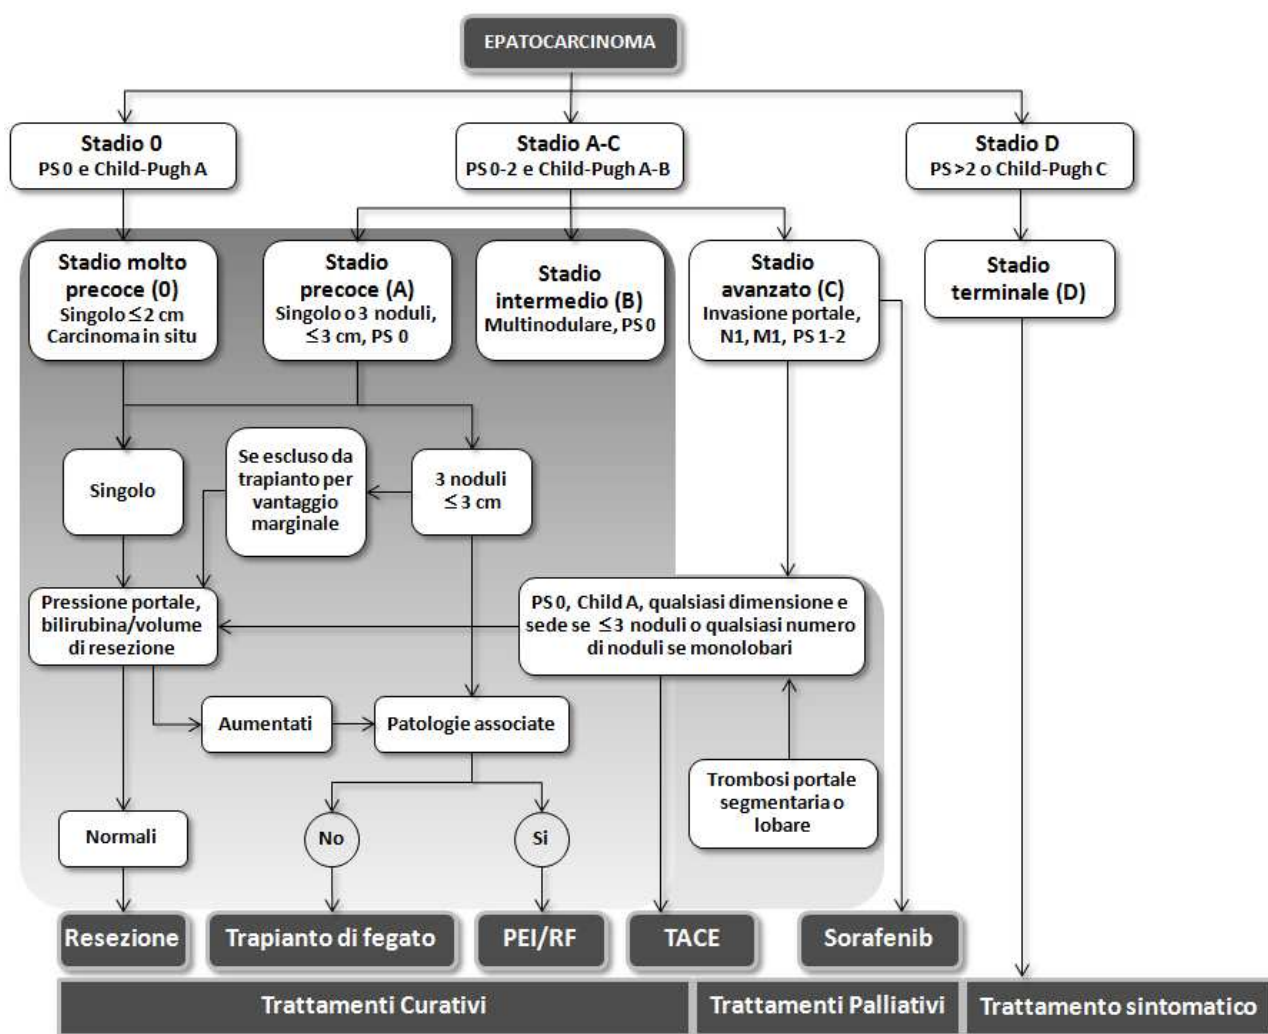 EPATOCARCINOMA
Stadio 0
PS 0 e Child-Pugh A
Stadio A-C
PS 0-2 e Child-Pugh A-B
Stadio D
PS >2 o Child-Pugh C
Stadio molto
precoce (0)
Singolo ≤ 2 cm
Carcinoma in situ
Stadio
precoce (A)
Singolo o 3 noduli,
≤ 3 cm, PS 0
Stadio
intermedio (B)
Multinodulare, PS 0
Stadio
avanzato (C)
Invasione portale,
N1, M1, PS 1-2
Stadio
terminale (D)
Singolo
Se escluso da
trapianto per
vantaggio
marginale
3 noduli
≤ 3 cm
Pressione portale,
bilirubina/volume
di resezione
PS 0, Child A, qualsiasi dimensione e
sede se ≤3 noduli o qualsiasi numero
di noduli se monolobari
Aumentati
Patologie associate
Trombosi portale
segmentaria o
lobare
Normali
No
Si
Resezione
Trapianto di fegato
PEI/RF
TACE
Sorafenib
Trattamenti Curativi
Trattamenti Palliativi
Trattamento sintomatico